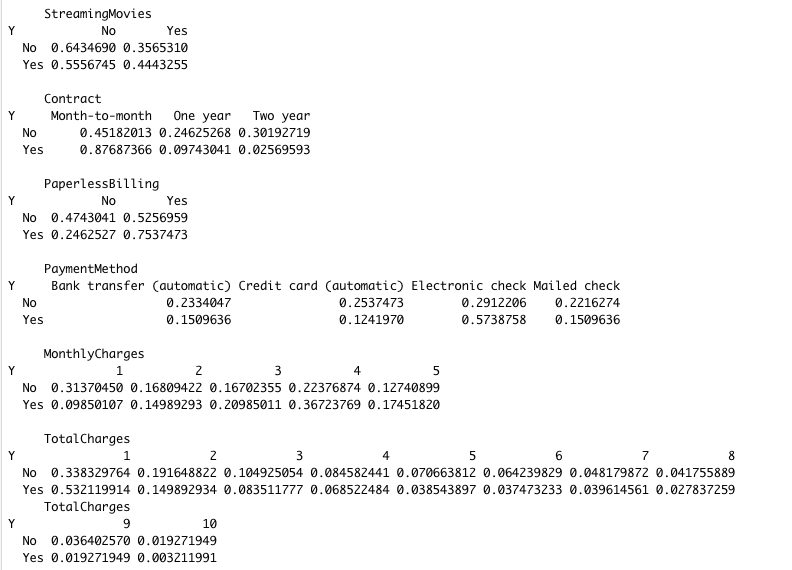 StreamingMovies
Y No Yes
No 0.6434690 0.3565310
Yes 0.5556745 0.4443255
Contract
Y Month-to-month One year Two year
No 0.45182013 0.24625268 0.30192719
Yes 0.87687366 0.09743041 0.02569593
PaperlessBilling
Y No Yes
No 0.4743041 0.5256959
Yes 0.2462527 0.7537473
PaymentMethod
Y Bank transfer (automatic) Credit card (automatic) Electronic check Mailed check
No 0.2334047 0.2537473 0.2912206 0.2216274
Yes 0.1509636 0.1241970 0.5738758 0.1509636
MonthlyCharges
Y 1 2 3 4 5
No 0.31370450 0.16809422 0.16702355 0.22376874 0.12740899
Yes 0.09850107 0.14989293 0.20985011 0.36723769 0.17451820
TotalCharges
Y 1 2 3 4 5 6 7 8
No 0.338329764 0.191648822 0.104925054 0.084582441 0.070663812 0.064239829 0.048179872 0.041755889
Yes 0.532119914 0.149892934 0.083511777 0.068522484 0.038543897 0.037473233 0.039614561 0.027837259
TotalCharges
Y 9 10
No 0.036402570 0.019271949
Yes 0.019271949 0.003211991